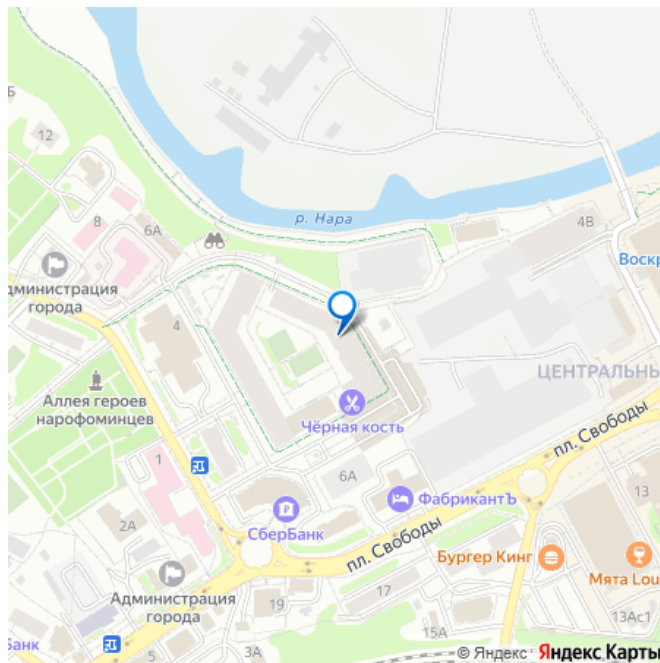 Б
12
р. Нара
4В
8
6А
Воскр
дминистрация
города
4
ЦЕНТРАЛЬНЫ
Аллея героев
нарофоминцев
Чёрная кость
пл. Свободы
1
6А
13
ФабрикантЪ
2А
СберБанк
пл. Свободы
Бургер Кинг
Мята Lou
Администрация
города
17
19
13Ас1
15А
Банк
5
3
© Яндекс Яндекс Карты